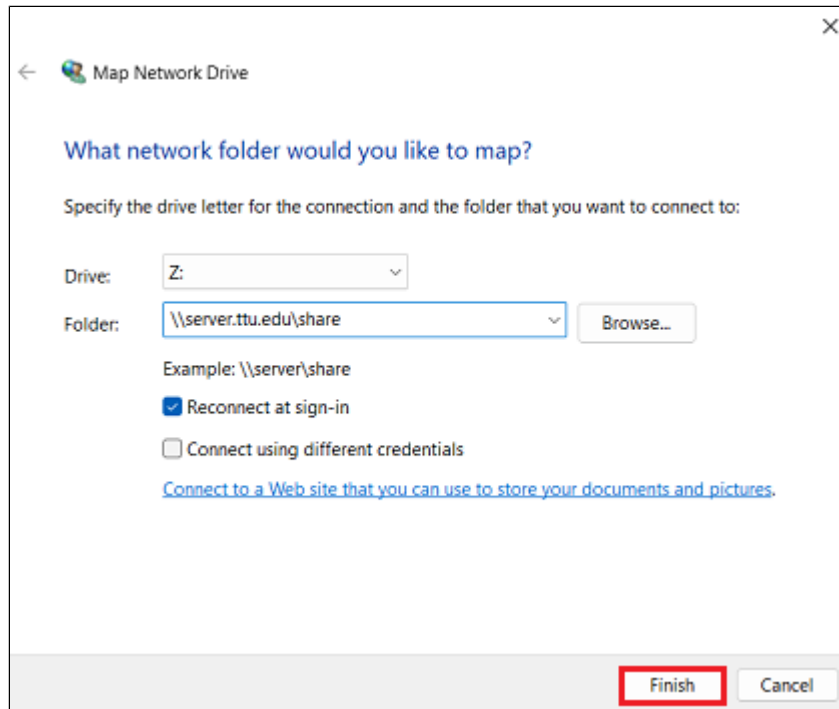 Map Network Drive
What network folder would you like to map?
Specify the drive letter for the connection and the folder that you want to connect to:
Drive: Z:
Folder: \\server.ttu.edu\share Browse...
Example: \\server\share
Reconnect at sign-in
Connect using different credentials
Connect to a Web site that you can use to store your documents and pictures.
Finish Cancel